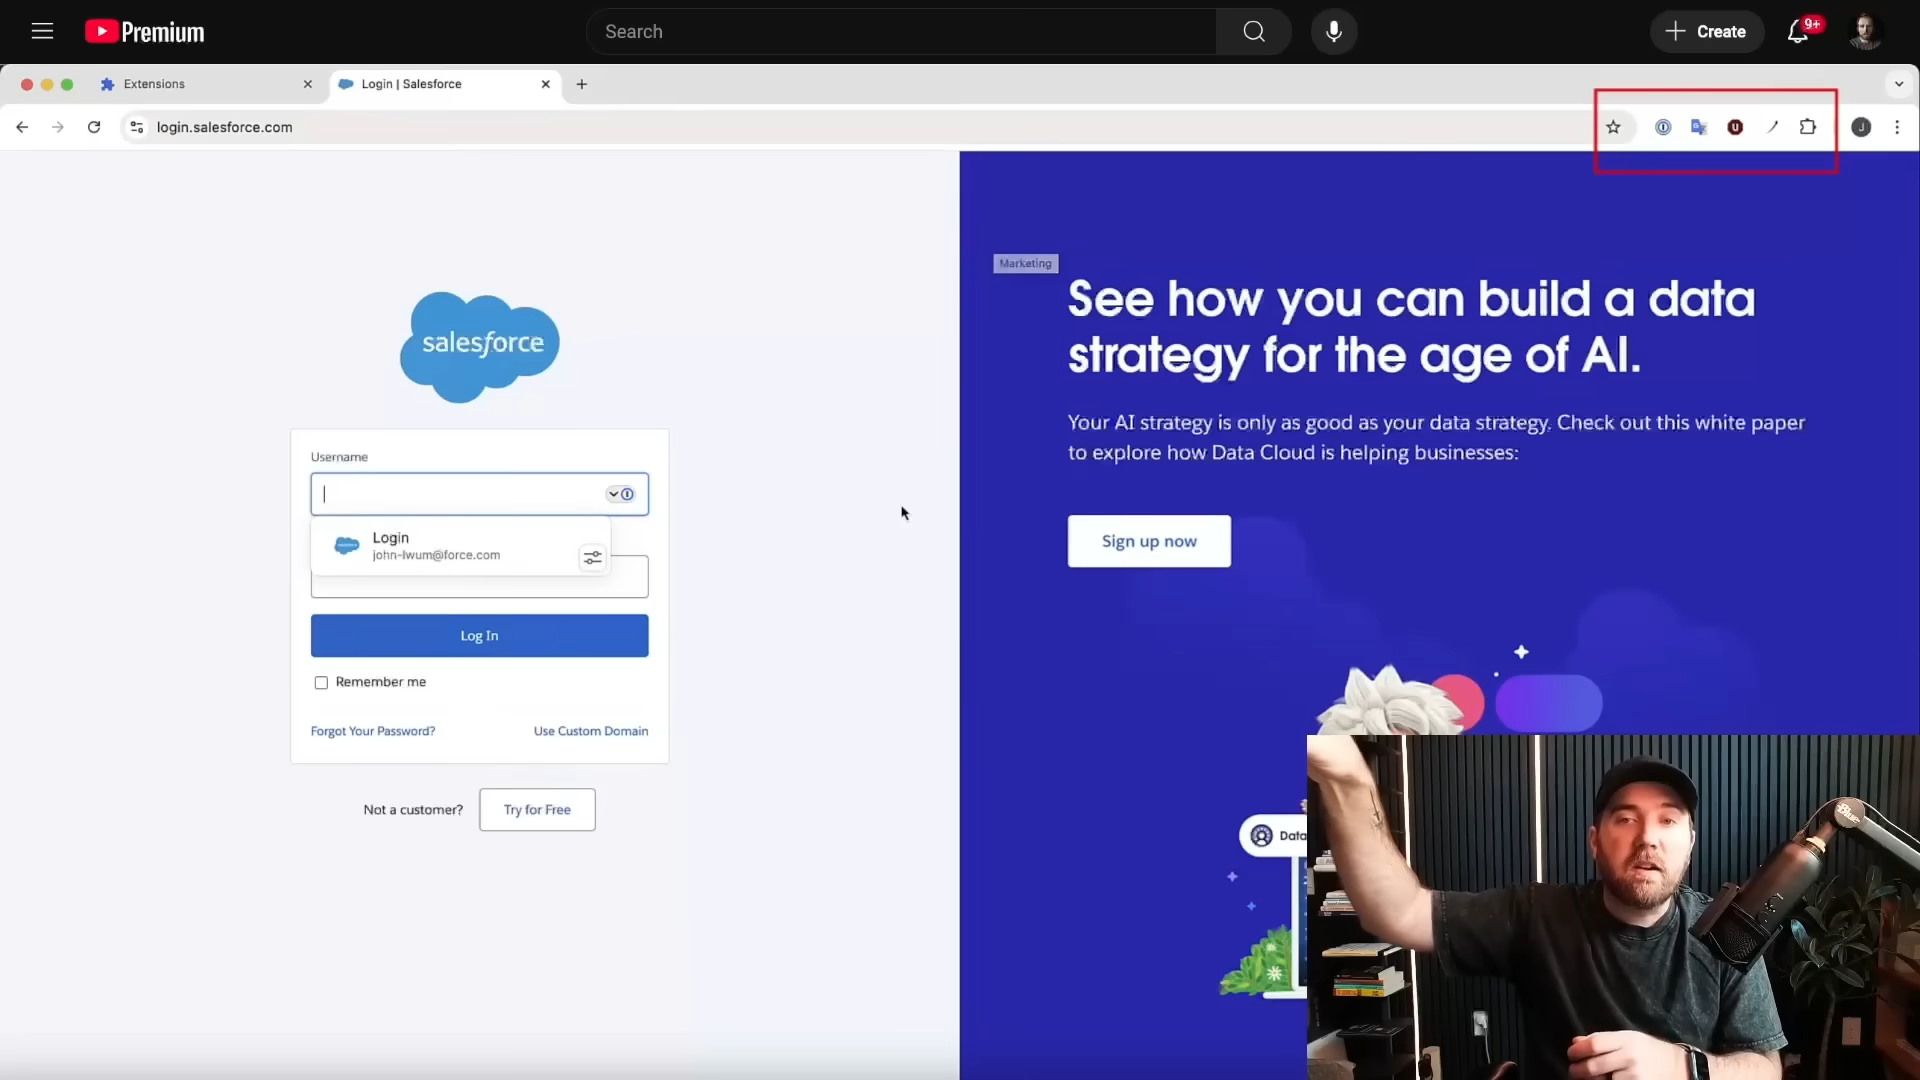 Premium
Search
Create
9+
Extensions
Login | Salesforce
login.salesforce.com
J
salesforce
Username
Login
john-lwum@force.com
Log In
Remember me
Forgot Your Password?
Use Custom Domain
Not a customer?
Try for Free
Marketing
See how you can build a data
strategy for the age of AI.
Your AI strategy is only as good as your data strategy. Check out this white paper
to explore how Data Cloud is helping businesses:
Sign up now
Data
Blue